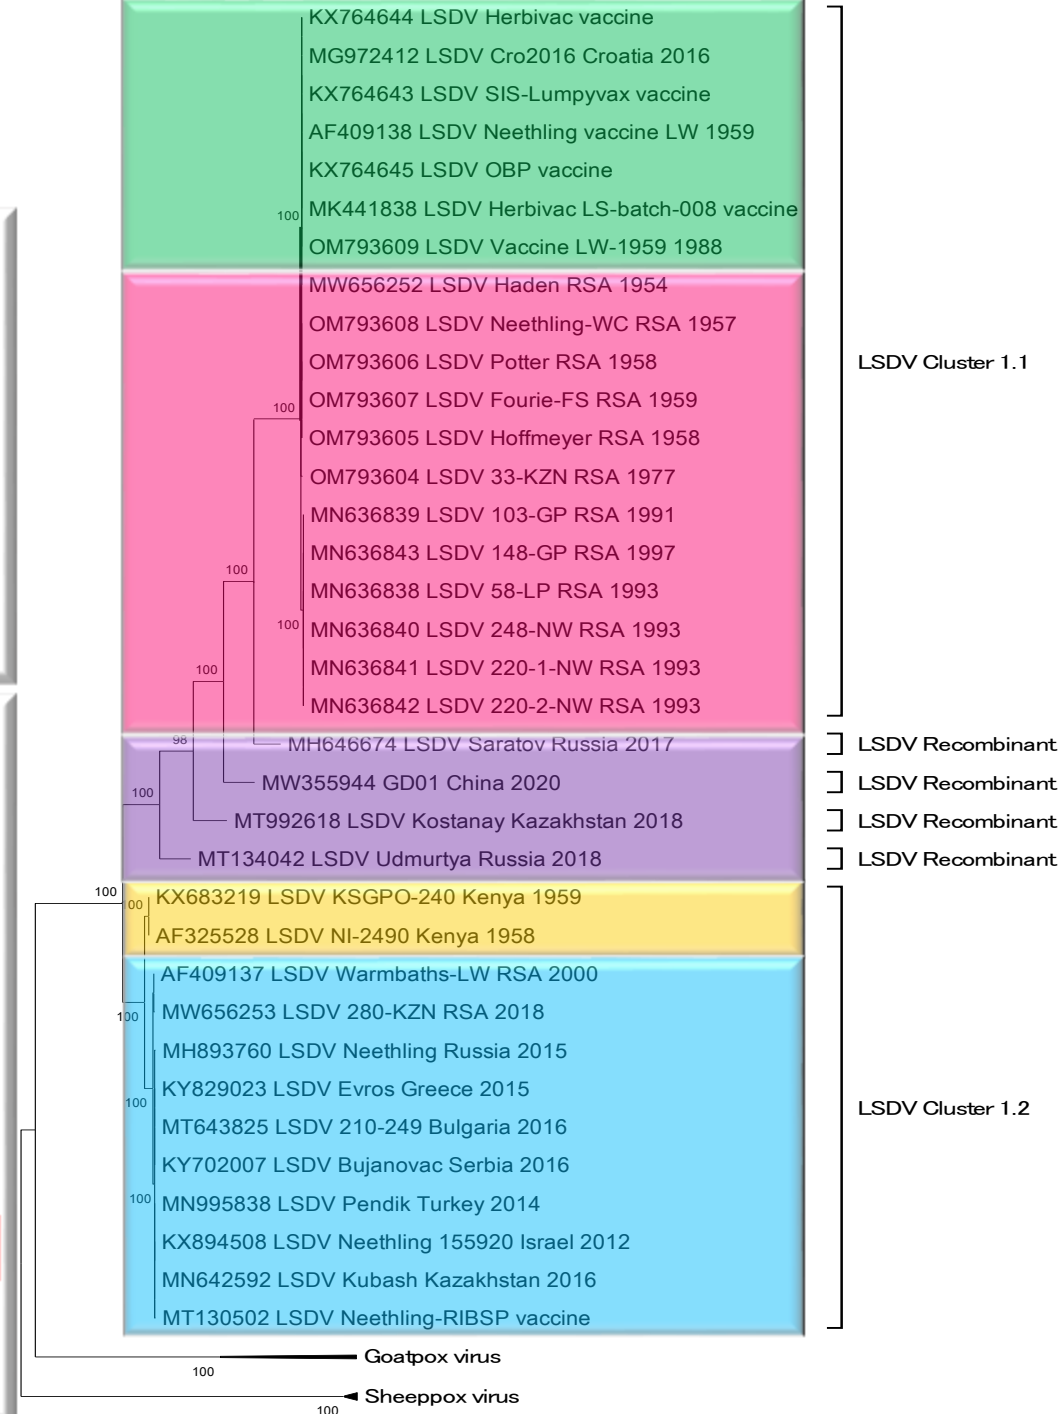 KX764644 LSDV Herbivac vaccine
MG972412 LSDV Cro2016 Croatia 2016
KX764643 LSDV SIS-Lumpyvax vaccine
AF409138 LSDV Neethling vaccine LW 1959
KX764645 LSDV OBP vaccine
MK441838 LSDV Herbivac LS-batch-008 vaccine
100
OM793609 LSDV Vaccine LW-1959 1988
MW656252 LSDV Haden RSA 1954
OM793608 LSDV Neethling-WC RSA 1957
OM793606 LSDV Potter RSA 1958
LSDV Cluster 1.1
OM793607 LSDV Fourie-FS RSA 1959
100
OM793605 LSDV Hoffmeyer RSA 1958
OM793604 LSDV 33-KZN RSA 1977
MN636839 LSDV 103-GP RSA 1991
MN636843 LSDV 148-GP RSA 1997
100
MN636838 LSDV 58-LP RSA 1993
100
MN636840 LSDV 248-NW RSA 1993
100
MN636841 LSDV 220-1-NW RSA 1993
MN636842 LSDV 220-2-NW RSA 1993
98
MH646674 LSDV Saratov Russia 2017
LSDV Recombinant
MW355944 GD01 China 2020
LSDV Recombinant
100
MT992618 LSDV Kostanay Kazakhstan 2018
LSDV Recombinant
MT134042 LSDV Udmurtya Russia 2018
LSDV Recombinant
100
00
KX683219 LSDV KSGPO-240 Kenya 1959
AF325528 LSDV NI-2490 Kenya 1958
AF409137 LSDV Warmbaths-LW RSA 2000
100
MW656253 LSDV 280-KZN RSA 2018
MH893760 LSDV Neethling Russia 2015
KY829023 LSDV Evros Greece 2015
100
LSDV Cluster 1.2
MT643825 LSDV 210-249 Bulgaria 2016
KY702007 LSDV Bujanovac Serbia 2016
100
MN995838 LSDV Pendik Turkey 2014
KX894508 LSDV Neethling 155920 Israel 2012
MN642592 LSDV Kubash Kazakhstan 2016
MT130502 LSDV Neethling-RIBSP vaccine
Goatpox virus
100
Sheeppox virus
100